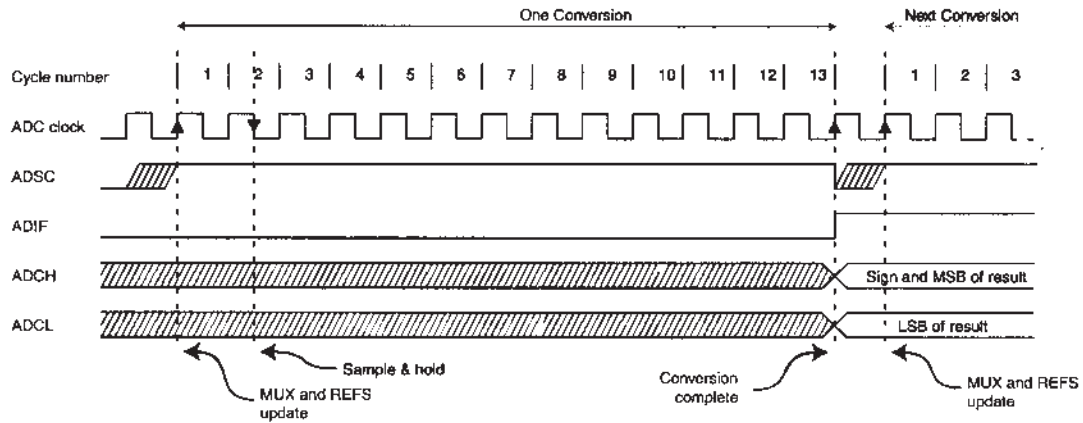 One Conversion
Next Conversion
Cycle number 1 2 3 4 5 6 7 8 9 10 11 12 13 1 2 3
ADC clock
ADSC
ADIF
ADCH
Sign and MSB of result
ADCL
LSB of result
Sample & hold
MUX and REFS
update
Conversion
complete
MUX and REFS
update